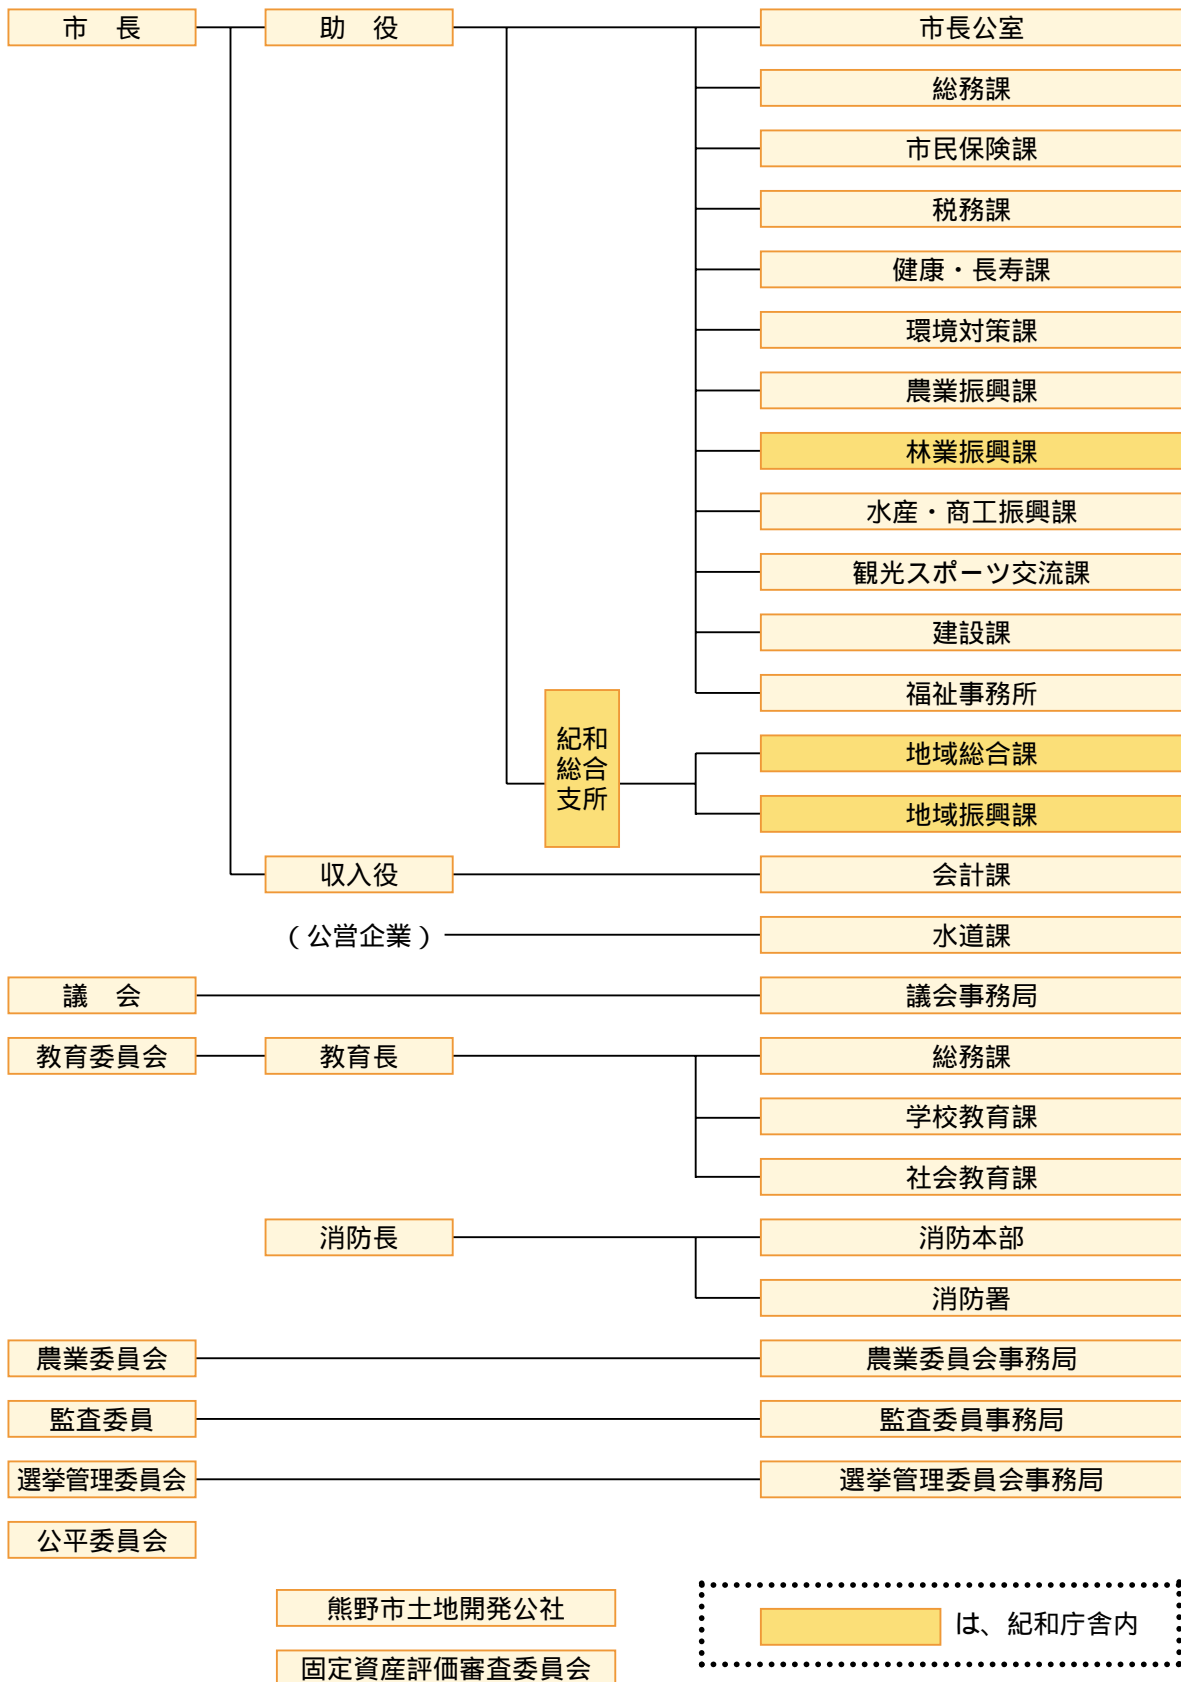 市　長
助　役
市長公室
総務課
市民保険課
税務課
健康・長寿課
環境対策課
農業振興課
林業振興課
水産・商工振興課
観光スポーツ交流課
建設課
福祉事務所
紀和
総合
支所
地域総合課
地域振興課
収入役
会計課
（公営企業）
水道課
議　会
議会事務局
教育委員会
教育長
総務課
学校教育課
社会教育課
消防長
消防本部
消防署
農業委員会
農業委員会事務局
監査委員
監査委員事務局
選挙管理委員会
選挙管理委員会事務局
公平委員会
熊野市土地開発公社
は、紀和庁舎内
固定資産評価審査委員会